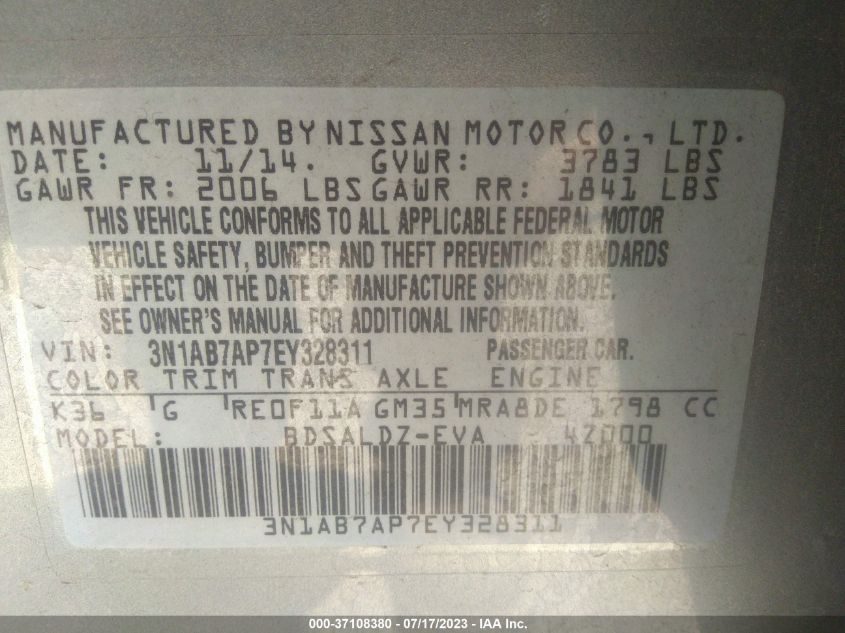 MANUFACTURED BY NISSAN MOTOR CO., LTD.
DATE: 11/14. GVWR: 3783 LBS
GAWR FR: 2006 LBS GAWR RR: 1841 LBS
THIS VEHICLE CONFORMS TO ALL APPLICABLE FEDERAL MOTOR
VEHICLE SAFETY, BUMPER AND THEFT PREVENTION STANDARDS
IN EFFECT ON THE DATE OF MANUFACTURE SHOWN ABOVE.
SEE OWNER'S MANUAL FOR ADDITIONAL INFORMATION.
VIN: 3N1AB7AP7EY328311 PASSENGER CAR.
COLOR TRIM TRANS AXLE ENGINE
K36 G RE0F11A GM35 MRA8DE 1798 CC
MODEL: BDSALDZ-EVA 4Z000
3N1AB7AP7EY328311
000-37108380 - 07/17/2023 - IAA Inc.